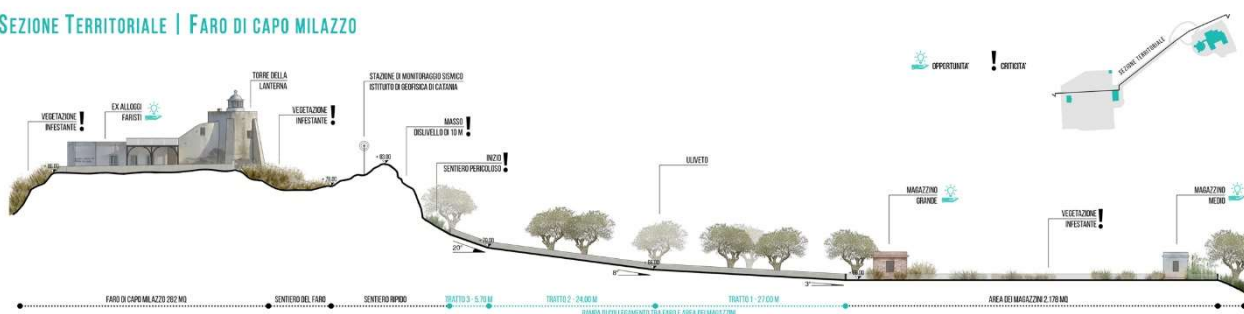 SEZIONE TERRITORIALE | FARO DI CAPO MILAZZO
OPPORTUNITA'
! CRITICITA'
SEZIONE TERRITORIALE
VEGETAZIONE
INFESTANTE !
EX ALLOGGI
FARISTI
TORRE DELLA
LANTERNA
VEGETAZIONE
INFESTANTE !
STAZIONE DI MONITORAGGIO SISMICO
ISTITUTO DI GEOFISICA DI CATANIA
MASSO
DISLIVELLO DI 10 M !
INIZIO
SENTIERO PERICOLOSO !
ULIVETO
MAGAZZINO
GRANDE
VEGETAZIONE
INFESTANTE !
MAGAZZINO
MEDIO
20°
3°
FARO DI CAPO MILAZZO 262 MQ
SENTIERO DEL FARO
SENTIERO RIPIDO
TRATTO 3 - 5,70 M
TRATTO 2 - 24,00 M
TRATTO 1 - 27,00 M
AREA DEI MAGAZZINI 2,178 MQ